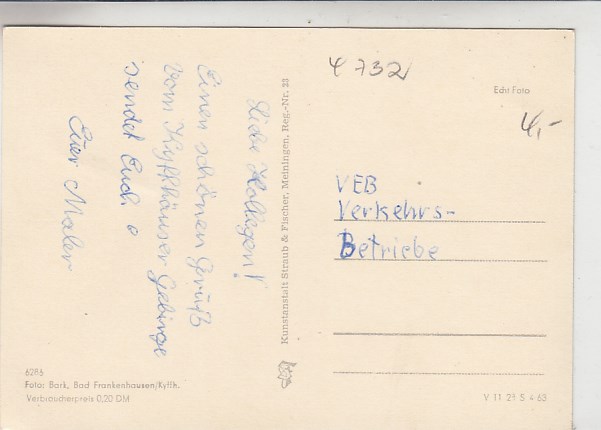 Liebe Kollegen!
Einen schönen Gruß
vom Kyffhäuser Gebirge
sendet Euch
Euer Maler
6286
Foto: Bark, Bad Frankenhausen/Kyffh.
Verbraucherpreis 0,20 DM
Kunstanstalt Straub & Fischer, Meiningen, Reg.-Nr. 33
4732
Echt Foto
4,-
VEB
Verkehrs-
Betriebe
V 11 28 S 4 63